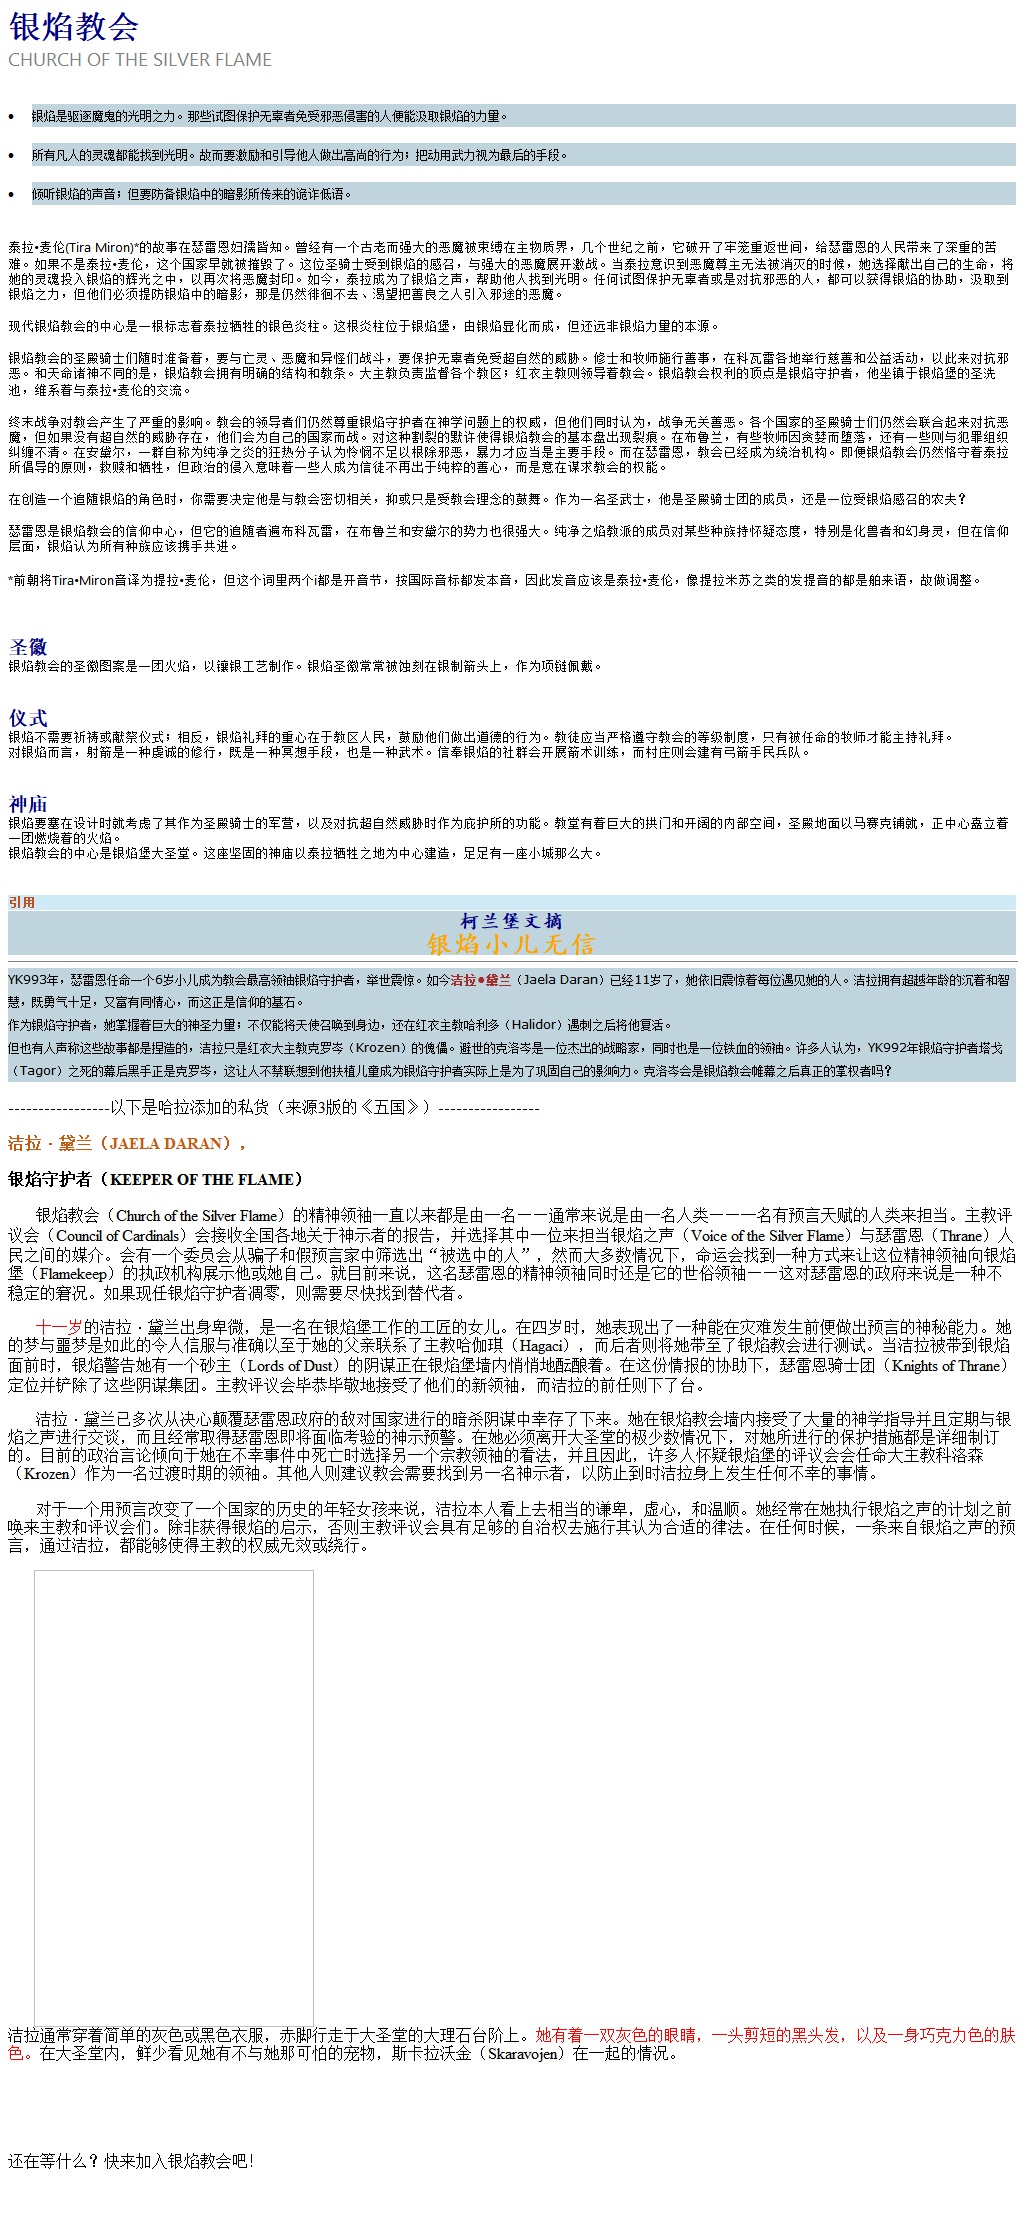 银焰教会
CHURCH OF THE SILVER FLAME
• 银焰是驱逐魔鬼的光明之力。那些试图保护无辜者免受邪恶侵害的人便能汲取银焰的力量。
• 所有凡人的灵魂都能找到光明。故而要激励和引导他人做出高尚的行为；把动用武力视为最后的手段。
• 倾听银焰的声音；但要防备银焰中的暗影所传来的诡诈低语。
泰拉•麦伦(Tira Miron)*的故事在瑟雷恩妇孺皆知。曾经有一个古老而强大的恶魔被束缚在主物质界，几个世纪之前，它破开了牢笼重返世间，给瑟雷恩的人民带来了深重的苦
难。如果不是泰拉•麦伦，这个国家早就被摧毁了。这位圣骑士受到银焰的感召，与强大的恶魔展开激战。当泰拉意识到恶魔尊主无法被消灭的时候，她选择献出自己的生命，将
她的灵魂投入银焰的辉光之中，以再次将恶魔封印。如今，泰拉成为了银焰之声，帮助他人找到光明。任何试图保护无辜者或是对抗邪恶的人，都可以获得银焰的协助，汲取到
银焰之力，但他们必须提防银焰中的暗影，那是仍然徘徊不去、渴望把善良之人引入邪途的恶魔。
现代银焰教会的中心是一根标志着泰拉牺牲的银色炎柱。这根炎柱位于银焰堡，由银焰显化而成，但还远非银焰力量的本源。
银焰教会的圣殿骑士们随时准备着，要与亡灵、恶魔和异怪们战斗，要保护无辜者免受超自然的威胁。修士和牧师施行善事，在科瓦雷各地举行慈善和公益活动，以此来对抗邪
恶。和天命诸神不同的是，银焰教会拥有明确的结构和教条。大主教负责监督各个教区；红衣主教则领导着教会。银焰教会权利的顶点是银焰守护者，他坐镇于银焰堡的圣洗
池，维系着与泰拉•麦伦的交流。
终末战争对教会产生了严重的影响。教会的领导者们仍然尊重银焰守护者在神学问题上的权威，但他们同时认为，战争无关善恶。各个国家的圣殿骑士们仍然会联合起来对抗恶
魔，但如果没有超自然的威胁存在，他们会为自己的国家而战。对这种割裂的默许使得银焰教会的基本盘出现裂痕。在布鲁兰，有些牧师因贪婪而堕落，还有一些则与犯罪组织
纠缠不清。在安黛尔，一群自称为纯净之炎的狂热分子认为怜悯不足以根除邪恶，暴力才应当是主要手段。而在瑟雷恩，教会已经成为统治机构。即便银焰教会仍然恪守着泰拉
所倡导的原则，救赎和牺牲，但政治的侵入意味着一些人成为信徒不再出于纯粹的善心，而是意在谋求教会的权能。
在创造一个追随银焰的角色时，你需要决定他是与教会密切相关，抑或只是受教会理念的鼓舞。作为一名圣武士，他是圣殿骑士团的成员，还是一位受银焰感召的农夫？
瑟雷恩是银焰教会的信仰中心，但它的追随者遍布科瓦雷，在布鲁兰和安黛尔的势力也很强大。纯净之焰教派的成员对某些种族持怀疑态度，特别是化兽者和幻身灵，但在信仰
层面，银焰认为所有种族应该携手共进。
*前朝将Tira•Miron音译为提拉•麦伦，但这个词里两个i都是开音节，按国际音标都发本音，因此发音应该是泰拉•麦伦，像提拉米苏之类的发提音的都是舶来语，故做调整。
圣徽
银焰教会的圣徽图案是一团火焰，以镶银工艺制作。银焰圣徽常常被蚀刻在银制箭头上，作为项链佩戴。
仪式
银焰不需要祈祷或献祭仪式；相反，银焰礼拜的重心在于教区人民，鼓励他们做出道德的行为。教徒应当严格遵守教会的等级制度，只有被任命的牧师才能主持礼拜。
对银焰而言，射箭是一种虔诚的修行，既是一种冥想手段，也是一种武术。信奉银焰的社群会开展箭术训练，而村庄则会建有弓箭手民兵队。
神庙
银焰要塞在设计时就考虑了其作为圣殿骑士的军营，以及对抗超自然威胁时作为庇护所的功能。教堂有着巨大的拱门和开阔的内部空间，圣殿地面以马赛克铺就，正中心矗立着
一团燃烧着的火焰。
银焰教会的中心是银焰堡大圣堂。这座坚固的神庙以泰拉牺牲之地为中心建造，足足有一座小城那么大。
引用
柯兰堡文摘
银焰小儿无信
YK993年，瑟雷恩任命一个6岁小儿成为教会最高领袖银焰守护者，举世震惊。如今洁拉•黛兰（Jaela Daran）已经11岁了，她依旧震惊着每位遇见她的人。洁拉拥有超越年龄的沉着和智
慧，既勇气十足，又富有同情心，而这正是信仰的基石。
作为银焰守护者，她掌握着巨大的神圣力量；不仅能将天使召唤到身边，还在红衣主教哈利多（Halidor）遇刺之后将他复活。
但也有人声称这些故事都是捏造的，洁拉只是红衣大主教克罗岑（Krozen）的傀儡。避世的克洛岑是一位杰出的战略家，同时也是一位铁血的领袖。许多人认为，YK992年银焰守护者塔戈
（Tagor）之死的幕后黑手正是克罗岑，这让人不禁联想到他扶植儿童成为银焰守护者实际上是为了巩固自己的影响力。克洛岑会是银焰教会帷幕之后真正的掌权者吗？
-----------------以下是哈拉添加的私货（来源3版的《五国》）-----------------
洁拉 · 黛兰（JAELA DARAN），
银焰守护者（KEEPER OF THE FLAME）
银焰教会（Church of the Silver Flame）的精神领袖一直以来都是由一名——通常来说是由一名人类———名有预言天赋的人类来担当。主教评
议会（Council of Cardinals）会接收全国各地关于神示者的报告，并选择其中一位来担当银焰之声（Voice of the Silver Flame）与瑟雷恩（Thrane）人
民之间的媒介。会有一个委员会从骗子和假预言家中筛选出“被选中的人”，然而大多数情况下，命运会找到一种方式来让这位精神领袖向银焰
堡（Flamekeep）的执政机构展示他或她自己。就目前来说，这名瑟雷恩的精神领袖同时还是它的世俗领袖——这对瑟雷恩的政府来说是一种不
稳定的窘况。如果现任银焰守护者凋零，则需要尽快找到替代者。
十一岁的洁拉 · 黛兰出身卑微，是一名在银焰堡工作的工匠的女儿。在四岁时，她表现出了一种能在灾难发生前便做出预言的神秘能力。她
的梦与噩梦是如此的令人信服与准确以至于她的父亲联系了主教哈伽琪（Hagaci），而后者则将她带至了银焰教会进行测试。当洁拉被带到银焰
面前时，银焰警告她有一个砂主（Lords of Dust）的阴谋正在银焰堡墙内悄悄地酝酿着。在这份情报的协助下，瑟雷恩骑士团（Knights of Thrane）
定位并铲除了这些阴谋集团。主教评议会毕恭毕敬地接受了他们的新领袖，而洁拉的前任则下了台。
洁拉 · 黛兰已多次从决心颠覆瑟雷恩政府的敌对国家进行的暗杀阴谋中幸存了下来。她在银焰教会墙内接受了大量的神学指导并且定期与银
焰之声进行交谈，而且经常取得瑟雷恩即将面临考验的神示预警。在她必须离开大圣堂的极少数情况下，对她所进行的保护措施都是详细制订
的。目前的政治言论倾向于她在不幸事件中死亡时选择另一个宗教领袖的看法，并且因此，许多人怀疑银焰堡的评议会会任命大主教科洛森
（Krozen）作为一名过渡时期的领袖。其他人则建议教会需要找到另一名神示者，以防止到时洁拉身上发生任何不幸的事情。
对于一个用预言改变了一个国家的历史的年轻女孩来说，洁拉本人看上去相当的谦卑，虚心，和温顺。她经常在她执行银焰之声的计划之前
唤来主教和评议会们。除非获得银焰的启示，否则主教评议会具有足够的自治权去施行其认为合适的律法。在任何时候，一条来自银焰之声的预
言，通过洁拉，都能够使得主教的权威无效或绕行。
洁拉通常穿着简单的灰色或黑色衣服，赤脚行走于大圣堂的大理石台阶上。她有着一双灰色的眼睛，一头剪短的黑头发，以及一身巧克力色的肤
色。在大圣堂内，鲜少看见她有不与她那可怕的宠物，斯卡拉沃金（Skaravojen）在一起的情况。
还在等什么？快来加入银焰教会吧！